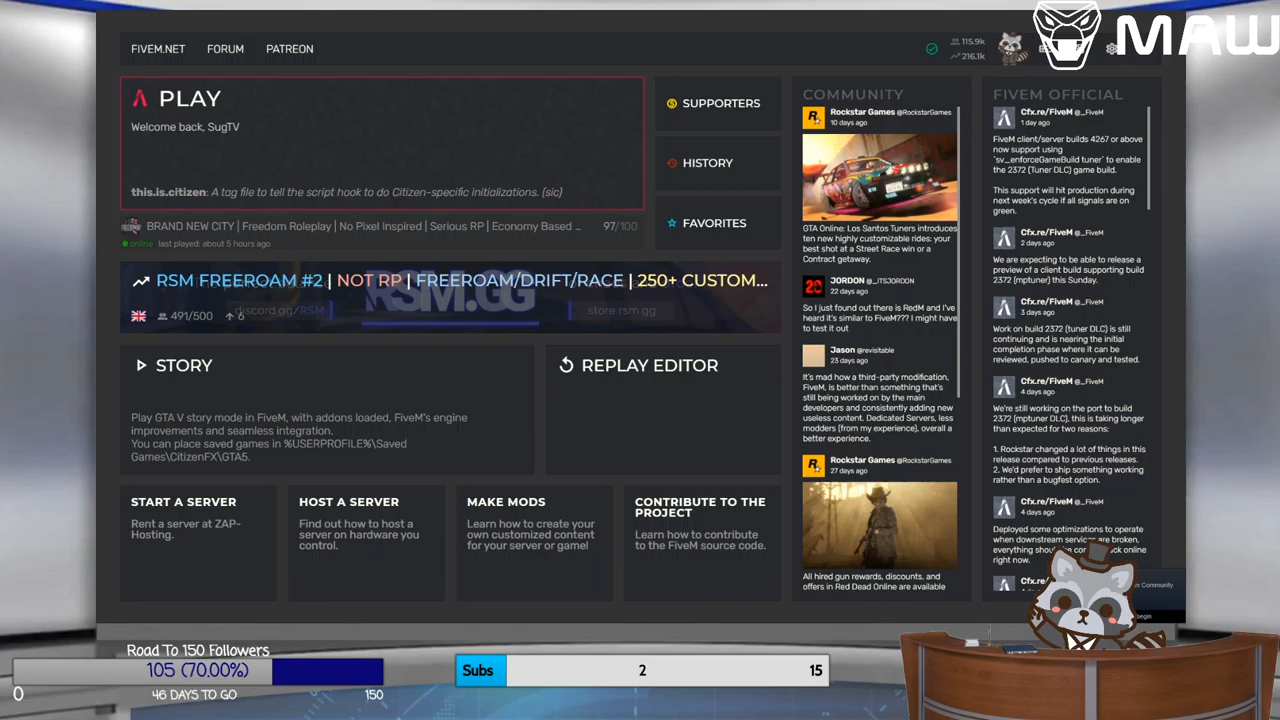 MAW
FIVEM.NET
FORUM
PATREON
115.9k
216.1k
PLAY
Welcome back, SugTV
this.is.citizen: A tag file to tell the script hook to do Citizen-specific initializations. (sic)
BRAND NEW CITY | Freedom Roleplay | No Pixel Inspired | Serious RP | Economy Based ...
97/100
online last played: about 5 hours ago
SUPPORTERS
HISTORY
FAVORITES
RSM FREEROAM #2 | NOT RP | FREEROAM/DRIFT/RACE | 250+ CUSTOM...
discord.gg/RSM
RSM.GG
store.rsm.gg
491/500
STORY
Play GTA V story mode in FiveM, with addons loaded, FiveM's engine
improvements and seamless integration.
You can place saved games in %USERPROFILE%\Saved
Games\CitizenFX\GTA5.
REPLAY EDITOR
START A SERVER
Rent a server at ZAP-
Hosting.
HOST A SERVER
Find out how to host a
server on hardware you
control.
MAKE MODS
Learn how to create your
own customized content
for your server or game!
CONTRIBUTE TO THE
PROJECT
Learn how to contribute
to the FiveM source code.
COMMUNITY
Rockstar Games @RockstarGames
10 days ago
GTA Online: Los Santos Tuners introduces
ten new highly customizable rides: your
best shot at a Street Race win or a
Contract getaway.
JORDON @_ITSJORDON
22 days ago
So I just found out there is RedM and I've
heard it's similar to FiveM??? I might have
to test it out
Jason @revisitable
23 days ago
It's mad how a third-party modification,
FiveM, is better than something that's
still being worked on by the main
developers and consistently adding new
useless content. Dedicated Servers, less
modders (from my experience), overall a
better experience.
Rockstar Games @RockstarGames
27 days ago
All hired gun rewards, discounts, and
offers in Red Dead Online are available
FIVEM OFFICIAL
Cfx.re/FiveM @_FiveM
1 day ago
FiveM client/server builds 4267 or above
now support using
`sv_enforceGameBuild tuner` to enable
the 2372 (Tuner DLC) game build.
This support will hit production during
next week's cycle if all signals are on
green.
Cfx.re/FiveM @_FiveM
2 days ago
We are expecting to be able to release a
preview of a client build supporting build
2372 (mptuner) this Sunday.
Cfx.re/FiveM @_FiveM
3 days ago
Work on build 2372 (tuner DLC) is still
continuing and is nearing the initial
completion phase where it can be
reviewed, pushed to canary and tested.
Cfx.re/FiveM @_FiveM
4 days ago
We're still working on the port to build
2372 (mptuner DLC), this is taking longer
than expected for two reasons:
1. Rockstar changed a lot of things in this
release compared to previous releases.
2. We'd prefer to ship something working
rather than a bugfest option.
Cfx.re/FiveM @_FiveM
4 days ago
Deployed some optimizations to operate
when downstream services are broken,
everything should be back online
right now.
Community
begin
Road To 150 Followers
105 (70.00%)
0
46 DAYS TO GO
150
Subs
2
15